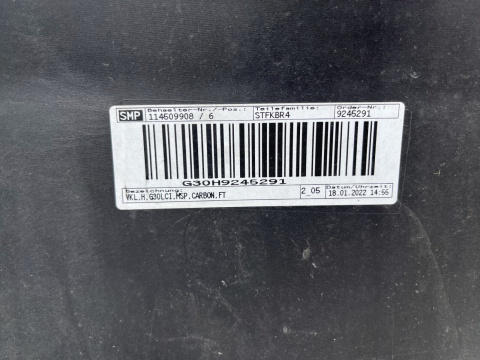 SMP
Behaelter-Nr./Pos.: Teilefamilie: Order-Nr.:
114609908 / 6 STFKBR4 9245291
G30H9245291
Bezeichnung: 2_05 Datum/Uhrzeit:
VKL.H.G30LCI.MSP.CARBON.FT 18.01.2022 14:56